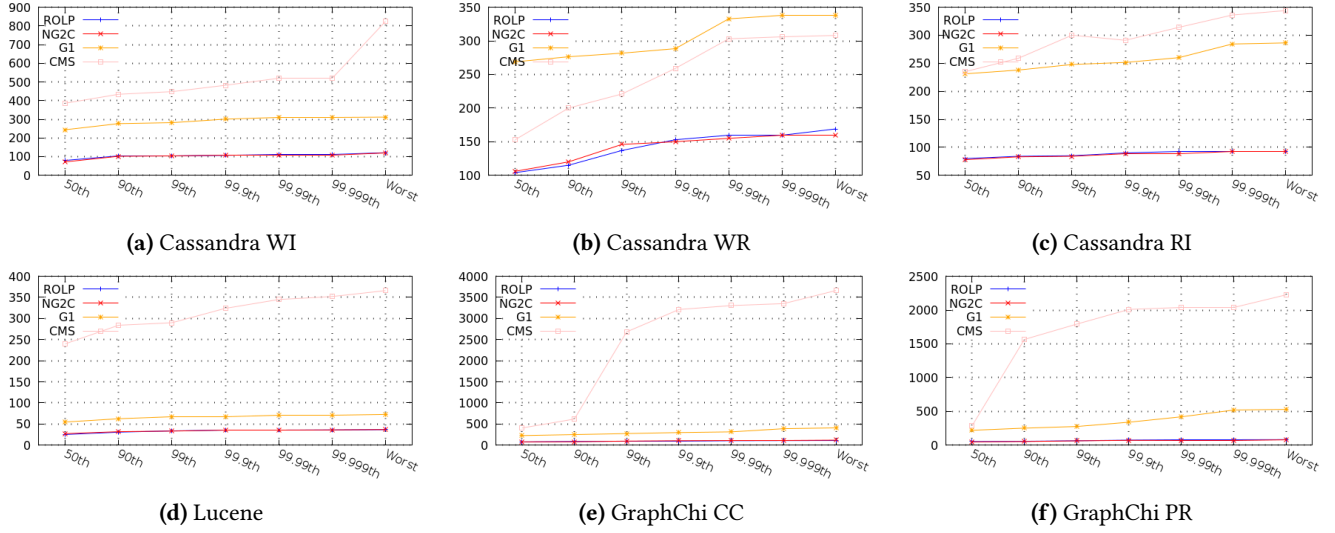 900
800
700
600
500
400
300
200
100
0
ROLP
NG2C
G1
CMS
50th
90th
99th
99.9th
99.99th
99.999th
Worst
(a) Cassandra WI
350
300
250
200
150
100
ROLP
NG2C
G1
CMS
50th
90th
99th
99.9th
99.99th
99.999th
Worst
(b) Cassandra WR
350
300
250
200
150
100
50
ROLP
NG2C
G1
CMS
50th
90th
99th
99.9th
99.99th
99.999th
Worst
(c) Cassandra RI
400
350
300
250
200
150
100
50
0
ROLP
NG2C
G1
CMS
50th
90th
99th
99.9th
99.99th
99.999th
Worst
(d) Lucene
4000
3500
3000
2500
2000
1500
1000
500
0
ROLP
NG2C
G1
CMS
50th
90th
99th
99.9th
99.99th
99.999th
Worst
(e) GraphChi CC
2500
2000
1500
1000
500
0
ROLP
NG2C
G1
CMS
50th
90th
99th
99.9th
99.99th
99.999th
Worst
(f) GraphChi PR